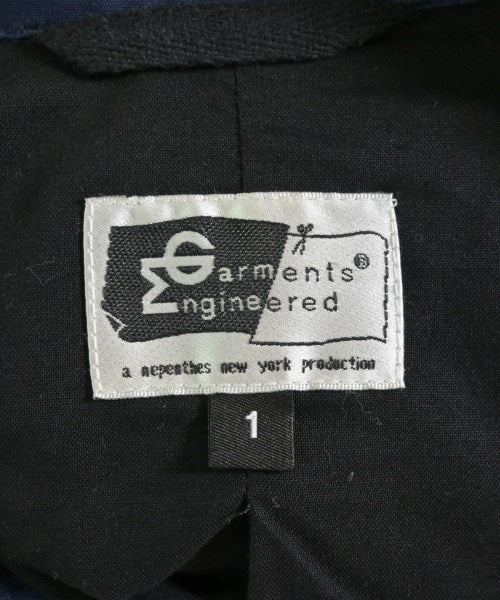 Garments®
Engineered
a nepenthes new york production
1